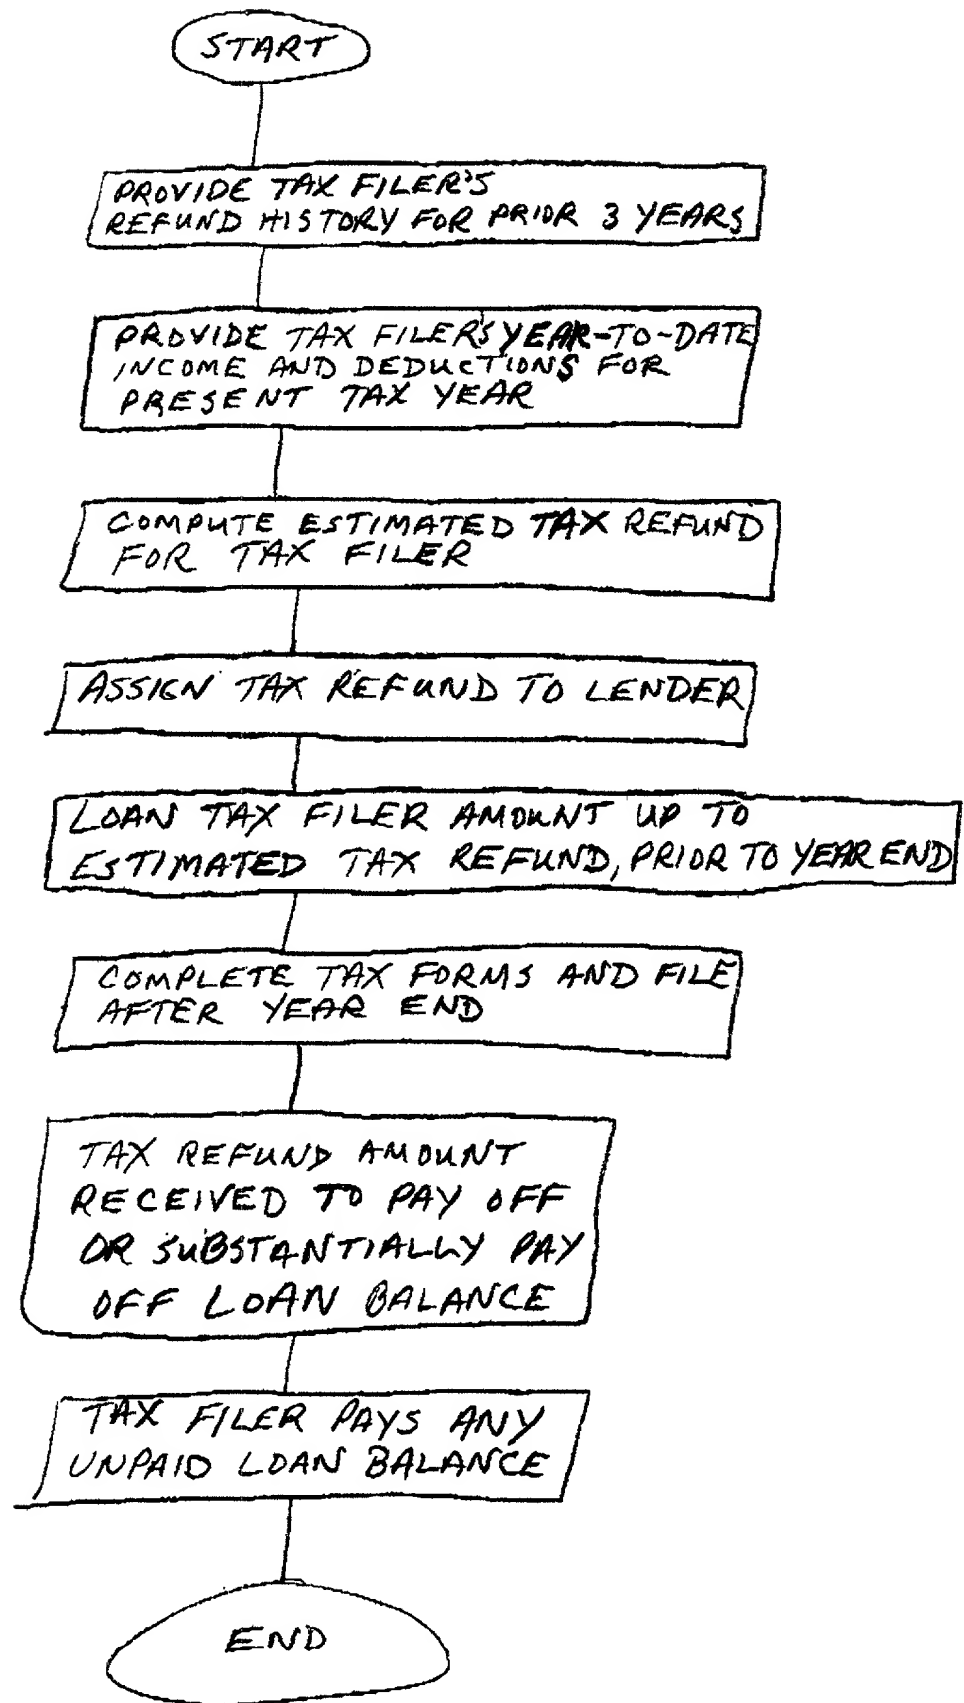 START
PROVIDE TAX FILER'S
REFUND HISTORY FOR PRIOR 3 YEARS
PROVIDE TAX FILER'S YEAR-TO-DATE
INCOME AND DEDUCTIONS FOR
PRESENT TAX YEAR
COMPUTE ESTIMATED TAX REFUND
FOR TAX FILER
ASSIGN TAX REFUND TO LENDER
LOAN TAX FILER AMOUNT UP TO
ESTIMATED TAX REFUND, PRIOR TO YEAR END
COMPLETE TAX FORMS AND FILE
AFTER YEAR END
TAX REFUND AMOUNT
RECEIVED TO PAY OFF
OR SUBSTANTIALLY PAY
OFF LOAN BALANCE
TAX FILER PAYS ANY
UNPAID LOAN BALANCE
END